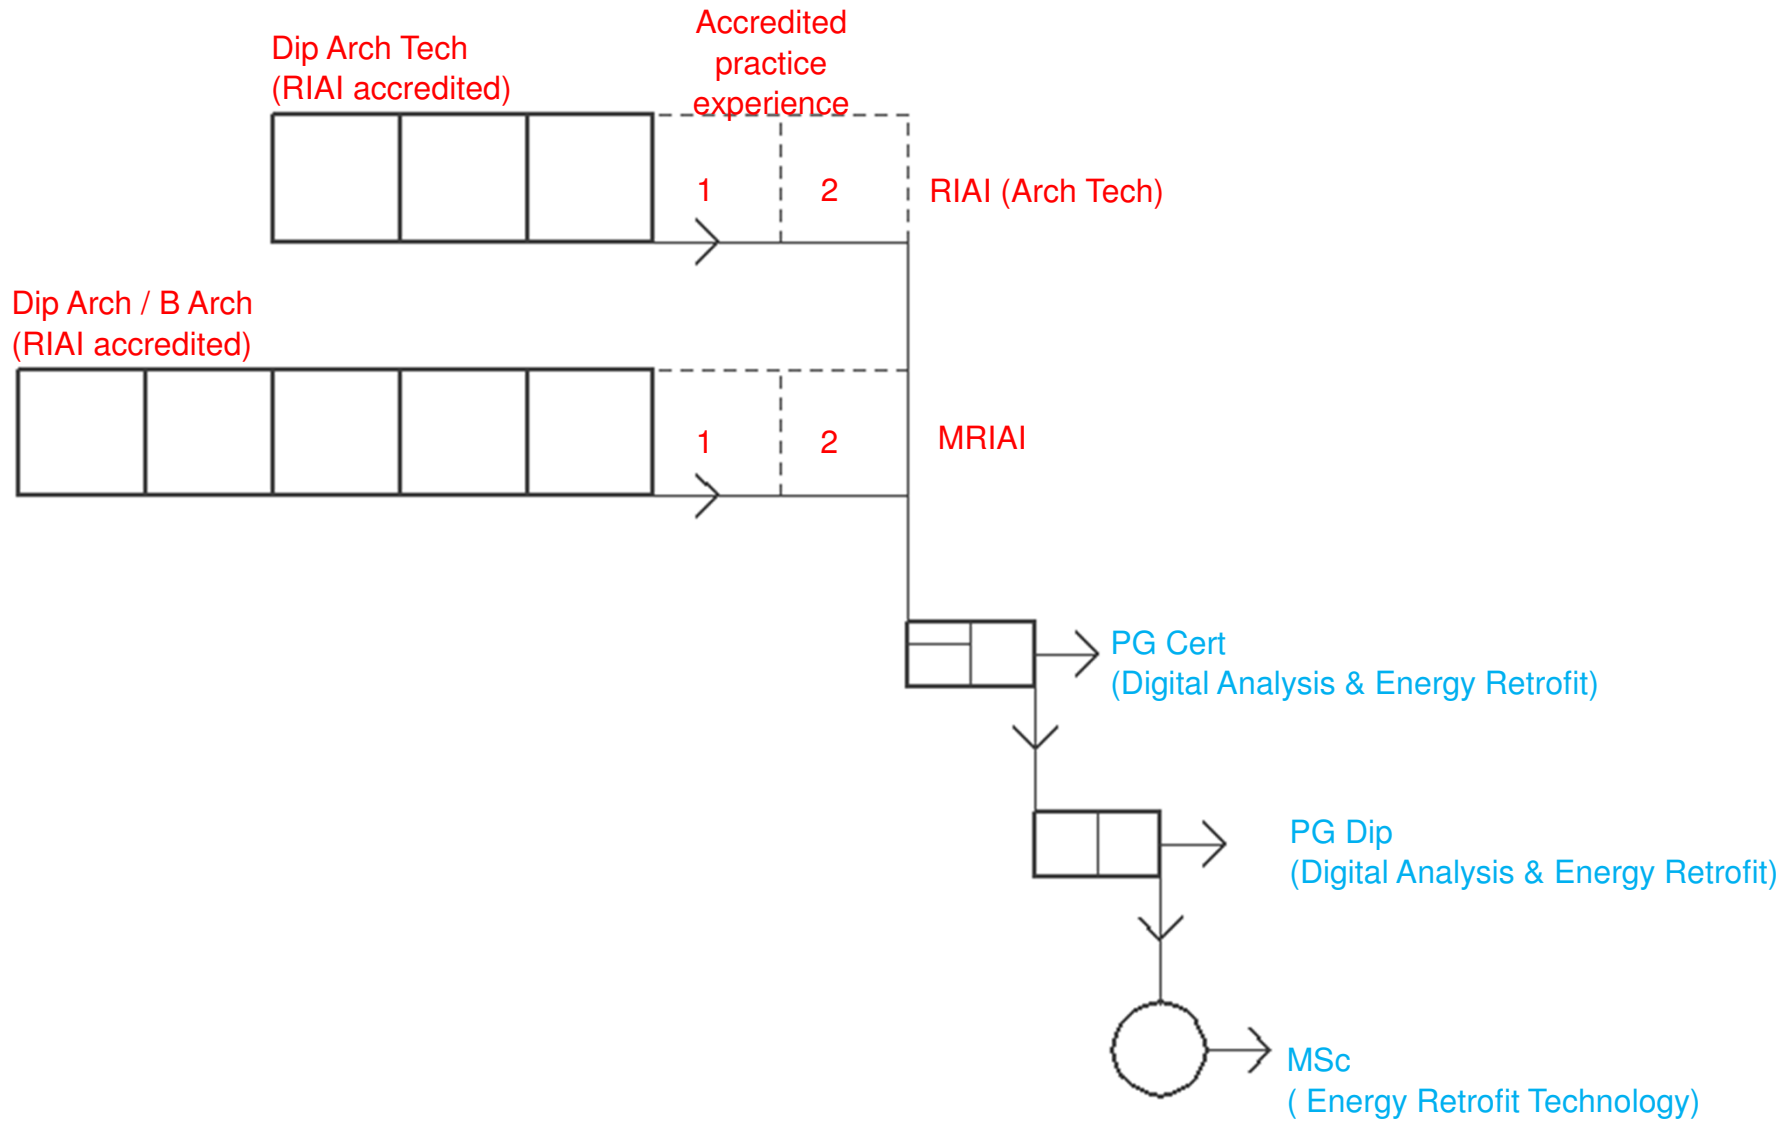 Accredited
practice
experience
Dip Arch Tech
(RIAI accredited)
1
2
RIAI (Arch Tech)
Dip Arch / B Arch
(RIAI accredited)
1
2
MRIAI
PG Cert
(Digital Analysis & Energy Retrofit)
PG Dip
(Digital Analysis & Energy Retrofit)
MSc
( Energy Retrofit Technology)